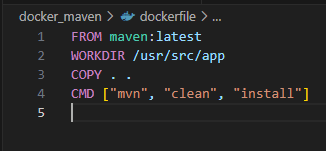 docker_maven > dockerfile > ...
1 FROM maven:latest
2 WORKDIR /usr/src/app
3 COPY . .
4 CMD ["mvn", "clean", "install"]
5